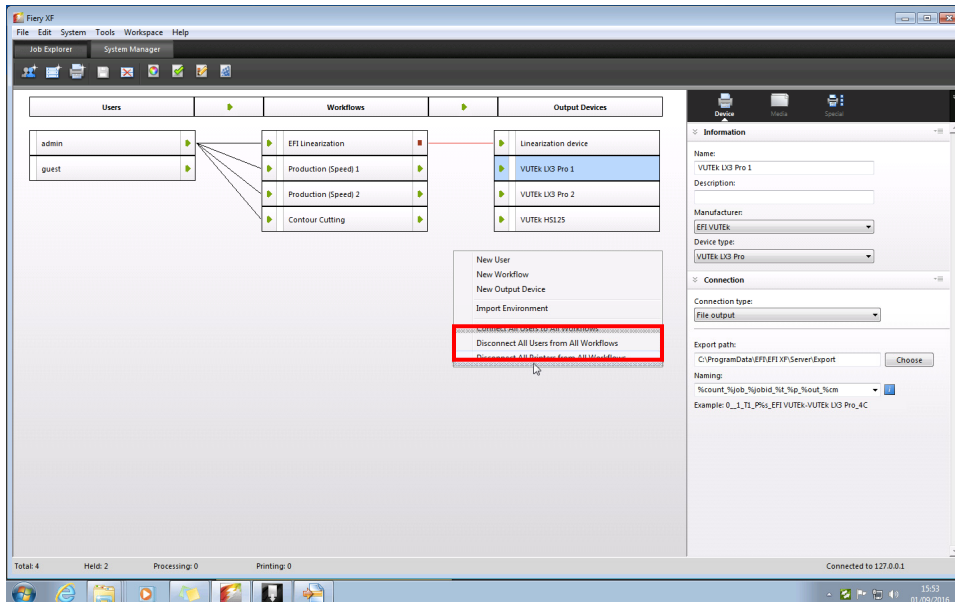 Fiery XF
File Edit System Tools Workspace Help
Job Explorer System Manager
Users Workflows Output Devices
admin EFI Linearization Linearization device
guest Production (Speed) 1 VUTEk LX3 Pro 1
Production (Speed) 2 VUTEk LX3 Pro 2
Contour Cutting VUTEk HS125
New User
New Workflow
New Output Device
Import Environment
Connect All Users to All Workflows
Disconnect All Users from All Workflows
Disconnect All Printers from All Workflows
Device Media Special
Information
Name:
VUTEk LX3 Pro 1
Description:
Manufacturer:
EFI VUTEk
Device type:
VUTEk LX3 Pro
Connection
Connection type:
File output
Export path:
C:\ProgramData\EFI\EFI XF\Server\Export Choose
Naming:
%count_%job_%jobid_%t_%p_%out_%cm
Example: 0__1_T1_P%s_EFI VUTEk-VUTEk LX3 Pro_4C
Total: 4 Held: 2 Processing: 0 Printing: 0 Connected to 127.0.0.1
15:53
01/09/2016